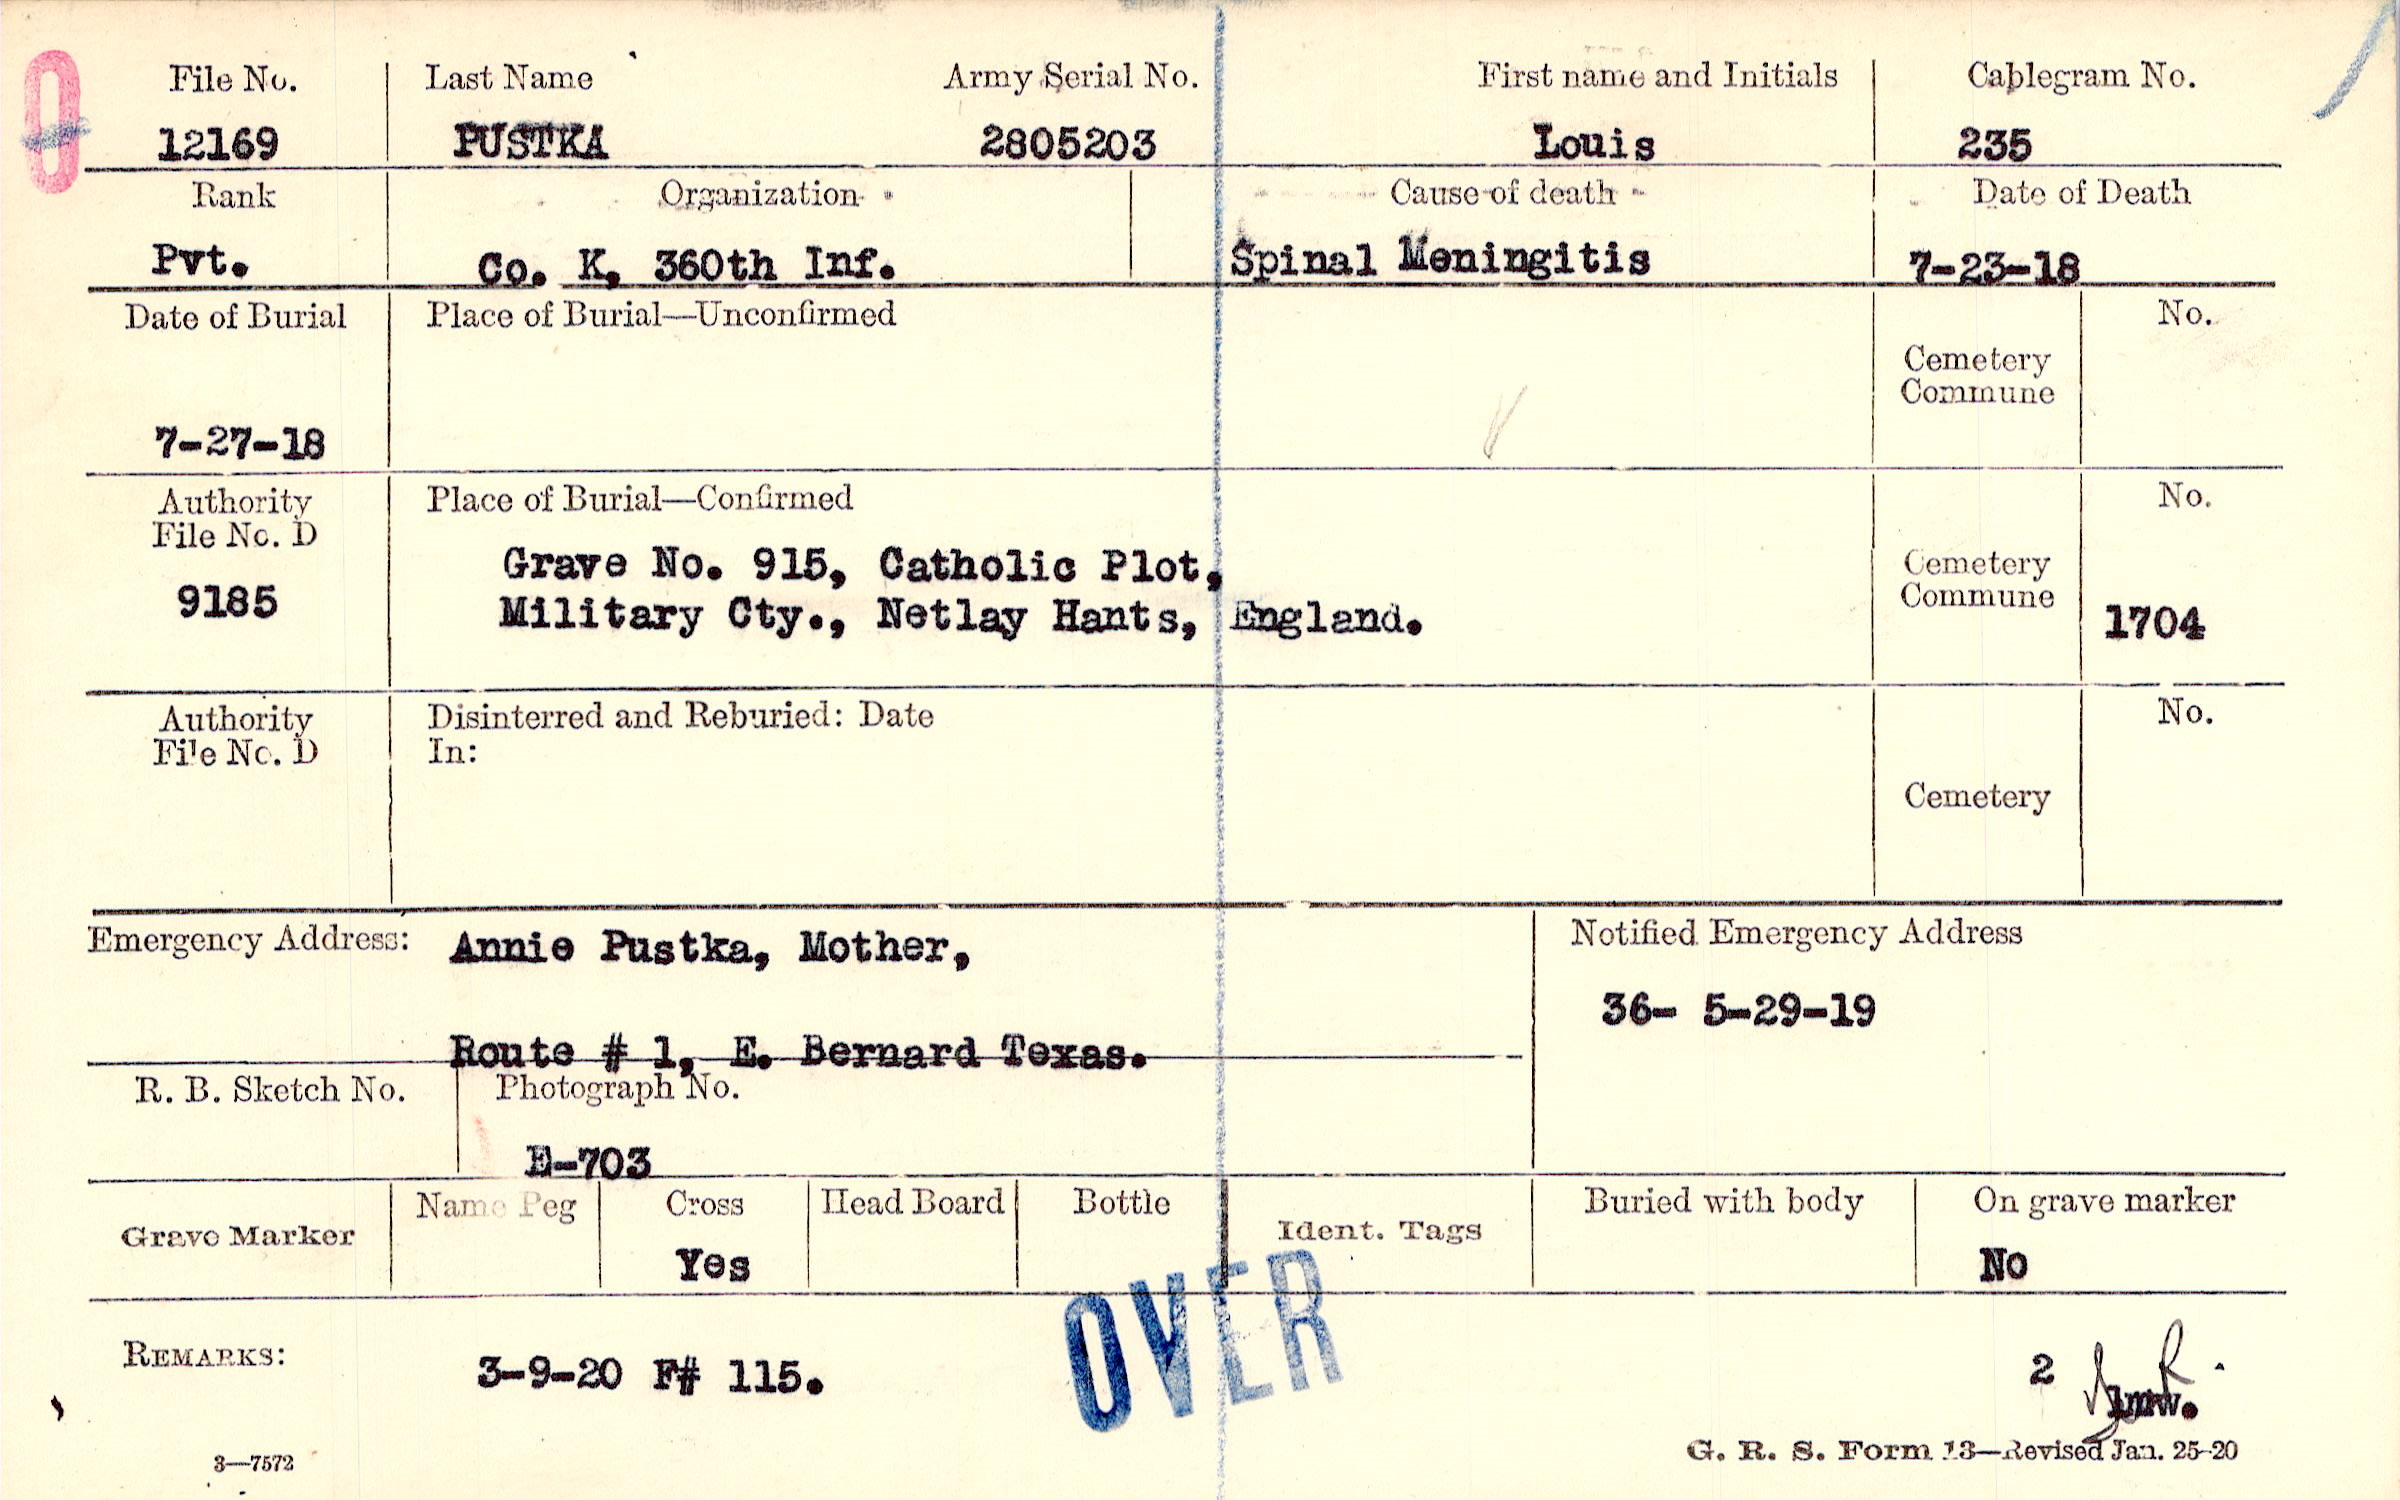 O
File No. Last Name Army Serial No. First name and Initials Cablegram No.
12169 PUSTKA 2805203 Louis 235
Rank Organization Cause of death Date of Death
Pvt. Co. K, 360th Inf. Spinal Meningitis 7-23-18
Date of Burial Place of Burial—Unconfirmed No.
Cemetery
Commune
7-27-18
Authority Place of Burial—Confirmed No.
File No. D
Grave No. 915, Catholic Plot, Cemetery
9185 Military Cty., Netlay Hants, England. Commune 1704
Authority Disinterred and Reburied: Date No.
File No. D In:
Cemetery
Emergency Address: Annie Pustka, Mother, Notified Emergency Address
36- 5-29-19
Route # 1, E. Bernard Texas.
R. B. Sketch No. Photograph No.
E-703
Grave Marker Name Peg Cross Head Board Bottle Ident. Tags Buried with body On grave marker
Yes No
OVER
REMARKS: 3-9-20 F# 115. 2
lmw.
3—7572 G. R. S. Form 13—Revised Jan. 25-20